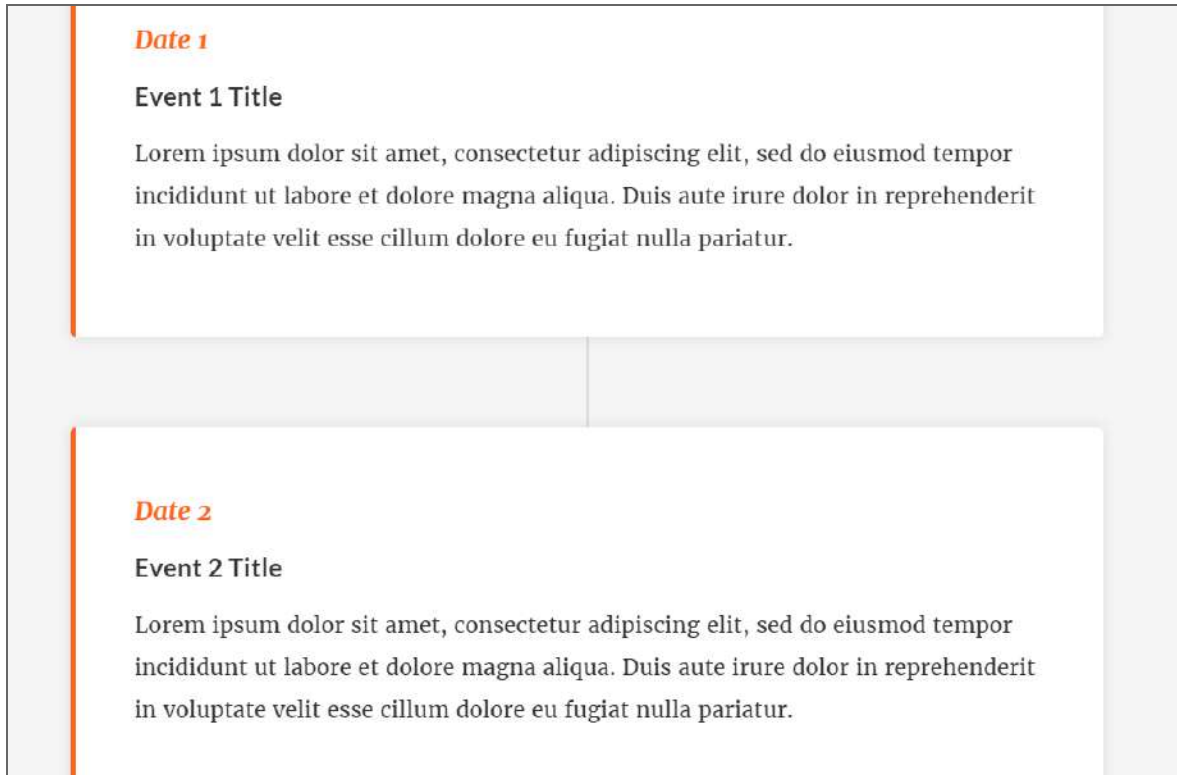 Date 1
Event 1 Title
Lorem ipsum dolor sit amet, consectetur adipiscing elit, sed do eiusmod tempor
incididunt ut labore et dolore magna aliqua. Duis aute irure dolor in reprehenderit
in voluptate velit esse cillum dolore eu fugiat nulla pariatur.
Date 2
Event 2 Title
Lorem ipsum dolor sit amet, consectetur adipiscing elit, sed do eiusmod tempor
incididunt ut labore et dolore magna aliqua. Duis aute irure dolor in reprehenderit
in voluptate velit esse cillum dolore eu fugiat nulla pariatur.